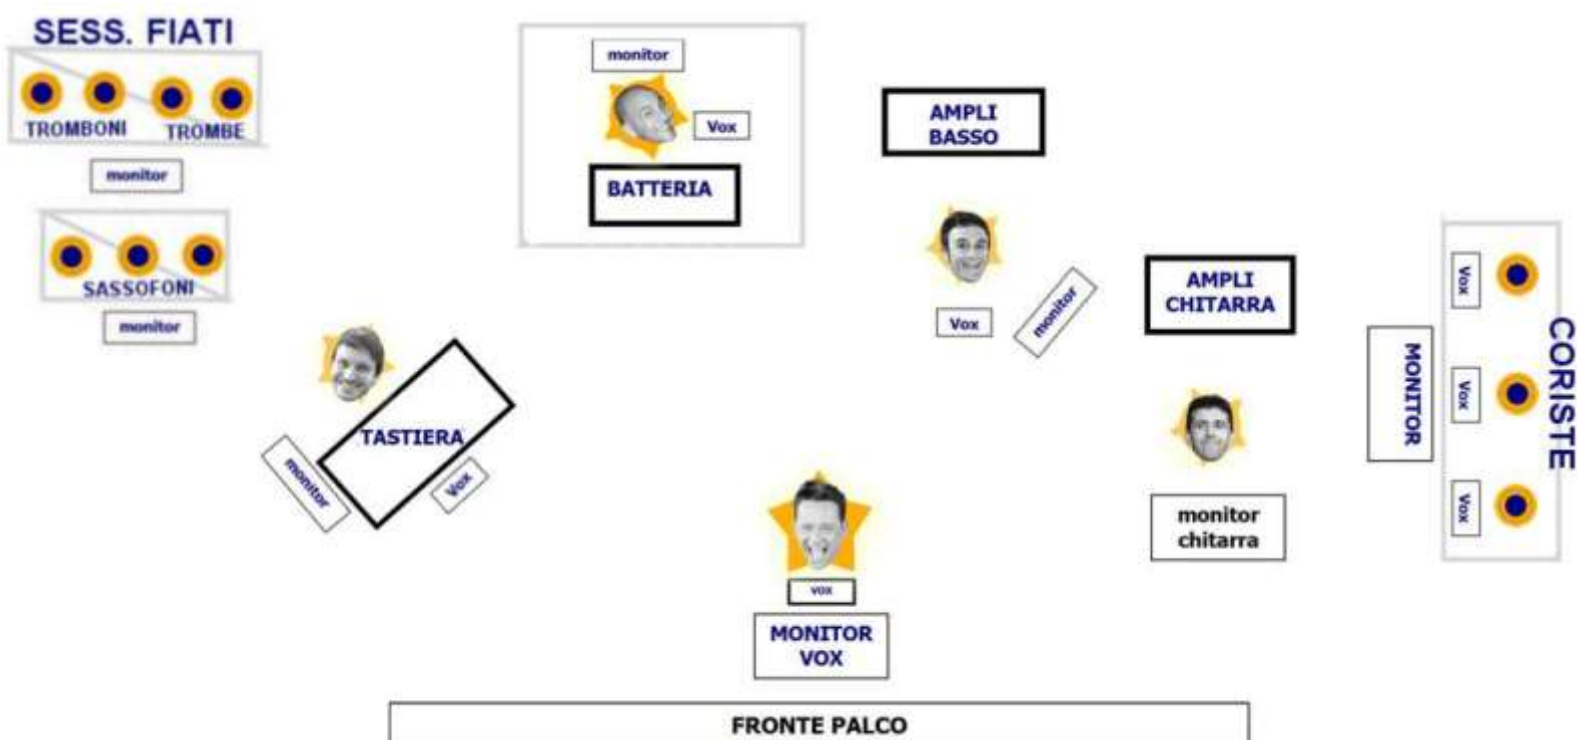 SESS. FIATI
TROMBONI
TROMBE
monitor
SASSOFONI
monitor
monitor
Vox
BATTERIA
AMPLI
BASSO
Vox
monitor
AMPLI
CHITARRA
monitor
chitarra
TASTIERA
monitor
Vox
vox
MONITOR
VOX
MONITOR
Vox
Vox
Vox
CORISTE
FRONTE PALCO